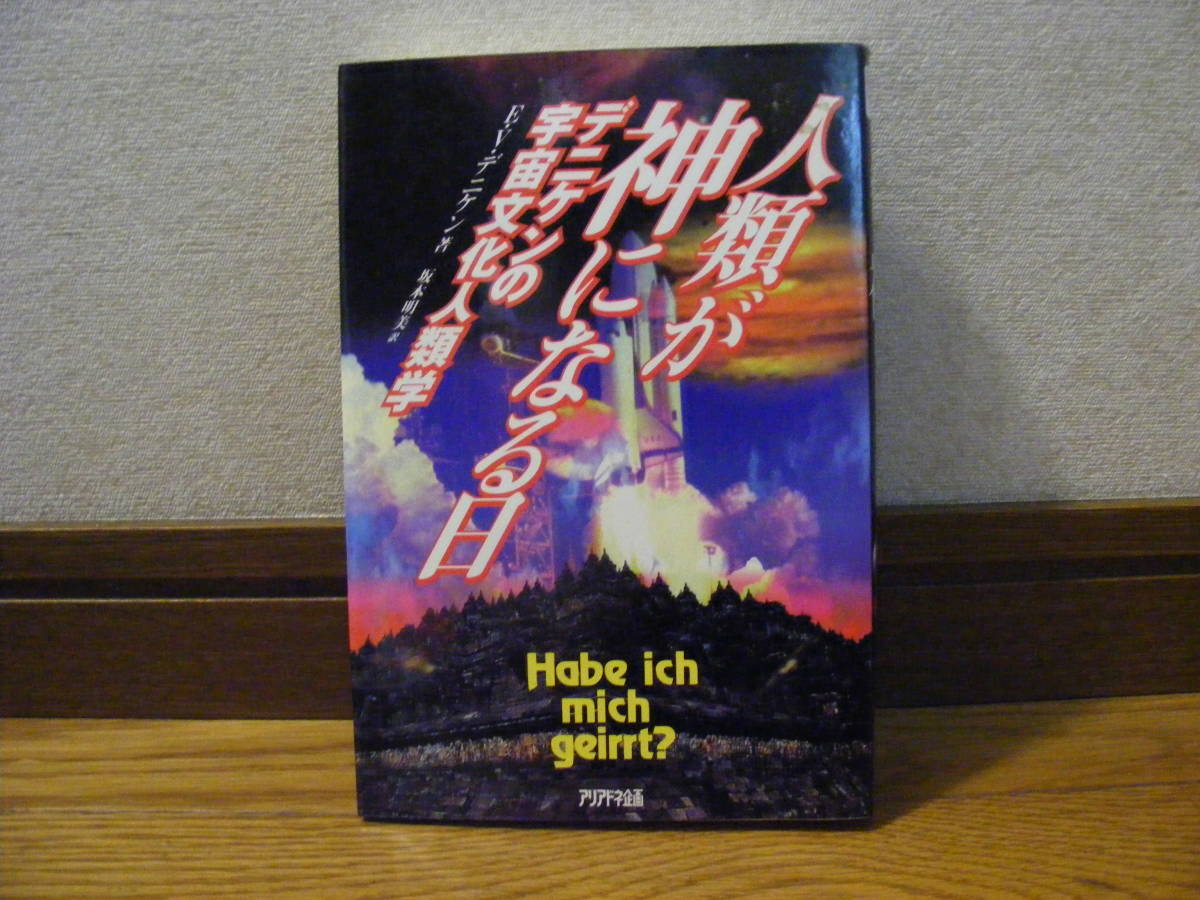 人類が
神になる日
デニケンの
宇宙文化人類学
E・V・デニケン 著
坂本明美 訳
Habe ich
mich
geirrt?
アリアドネ企画